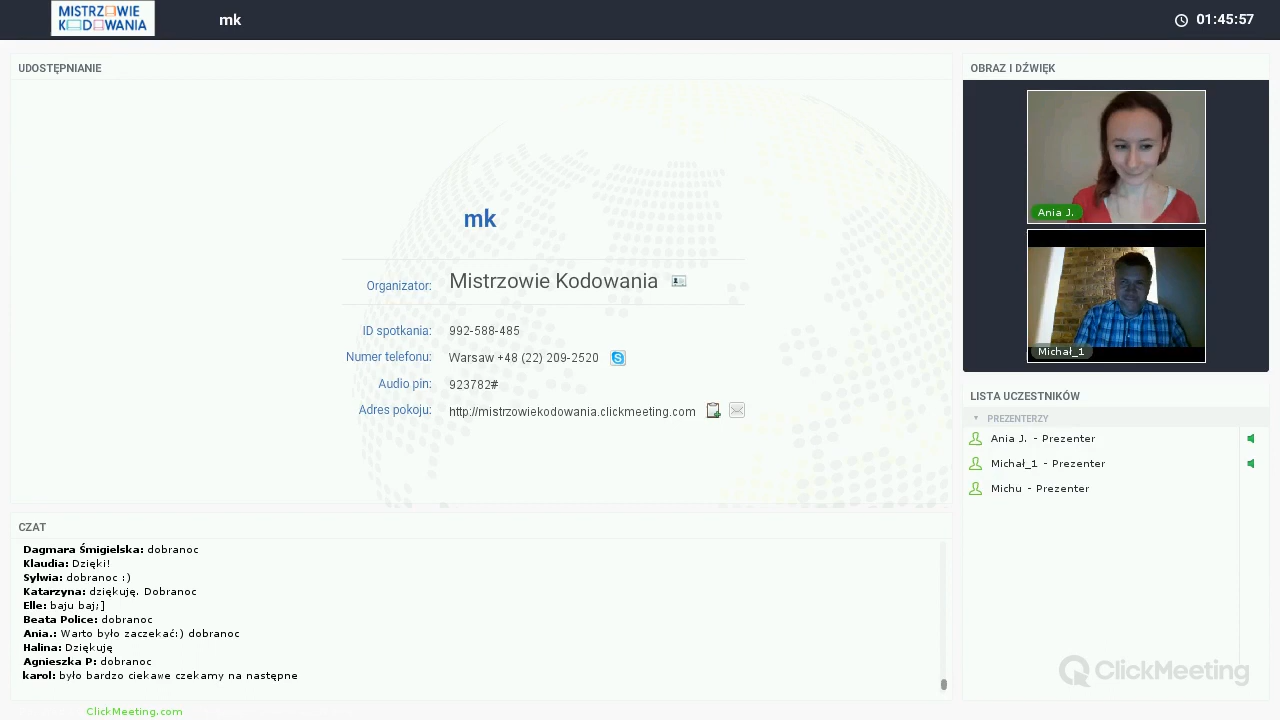 MISTRZOWIE
KODOWANIA
mk
01:45:57
UDOSTĘPNIANIE
OBRAZ I DŹWIĘK
mk
Organizator: Mistrzowie Kodowania
ID spotkania: 992-588-485
Numer telefonu: Warsaw +48 (22) 209-2520
Audio pin: 923782#
Adres pokoju: http://mistrzowiekodowania.clickmeeting.com
Ania J.
Michał_1
LISTA UCZESTNIKÓW
PREZENTERZY
Ania J. - Prezenter
Michał_1 - Prezenter
Michu - Prezenter
CZAT
Dagmara Śmigielska: dobranoc
Klaudia: Dzięki!
Sylwia: dobranoc :)
Katarzyna: dziękuję. Dobranoc
Elle: baju baj;]
Beata Police: dobranoc
Ania.: Warto było zaczekać:) dobranoc
Halina: Dziękuję
Agnieszka P: dobranoc
karol: było bardzo ciekawe czekamy na następne
ClickMeeting
ClickMeeting.com